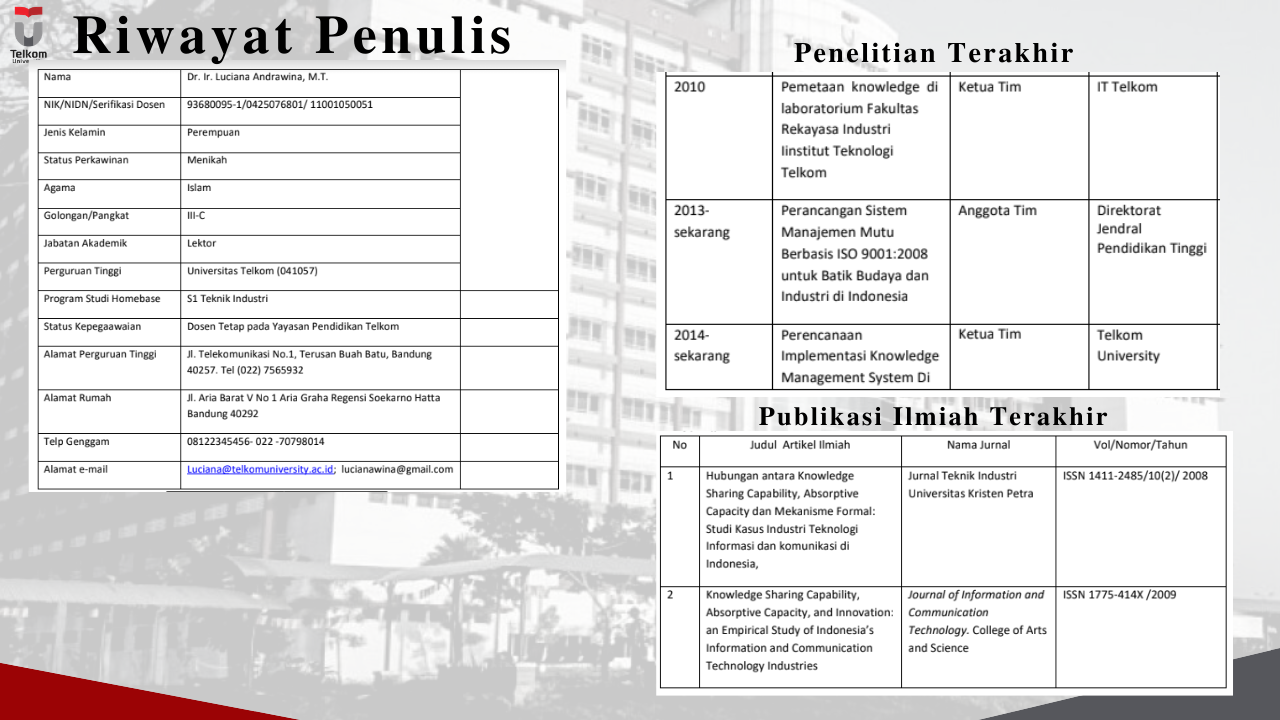 Telkom
Riwayat Penulis
Nama Dr. Ir. Luciana Andrawina, M.T.
NIK/NIDN/Serifikasi Dosen 93680095-1/0425076801/ 11001050051
Jenis Kelamin Perempuan
Status Perkawinan Menikah
Agama Islam
Golongan/Pangkat III-C
Jabatan Akademik Lektor
Perguruan Tinggi Universitas Telkom (041057)
Program Studi Homebase S1 Teknik Industri
Status Kepegaawaian Dosen Tetap pada Yayasan Pendidikan Telkom
Alamat Perguruan Tinggi Jl. Telekomunikasi No.1, Terusan Buah Batu, Bandung
40257. Tel (022) 7565932
Alamat Rumah Jl. Aria Barat V No 1 Aria Graha Regensi Soekarno Hatta
Bandung 40292
Telp Genggam 08122345456- 022 -70798014
Alamat e-mail Luciana@telkomuniversity.ac.id; lucianawina@gmail.com
Penelitian Terakhir
2010 Pemetaan knowledge di Ketua Tim IT Telkom
laboratorium Fakultas
Rekayasa Industri
Iinstitut Teknologi
Telkom
2013- Perancangan Sistem Anggota Tim Direktorat
sekarang Manajemen Mutu Jendral
Berbasis ISO 9001:2008 Pendidikan Tinggi
untuk Batik Budaya dan
Industri di Indonesia
2014- Perencanaan Ketua Tim Telkom
sekarang Implementasi Knowledge University
Management System Di
Publikasi Ilmiah Terakhir
No Judul Artikel Ilmiah Nama Jurnal Vol/Nomor/Tahun
1 Hubungan antara Knowledge Jurnal Teknik Industri ISSN 1411-2485/10(2)/ 2008
Sharing Capability, Absorptive Universitas Kristen Petra
Capacity dan Mekanisme Formal:
Studi Kasus Industri Teknologi
Informasi dan komunikasi di
Indonesia,
2 Knowledge Sharing Capability, Journal of Information and ISSN 1775-414X /2009
Absorptive Capacity, and Innovation: Communication
an Empirical Study of Indonesia's Technology. College of Arts
Information and Communication and Science
Technology Industries